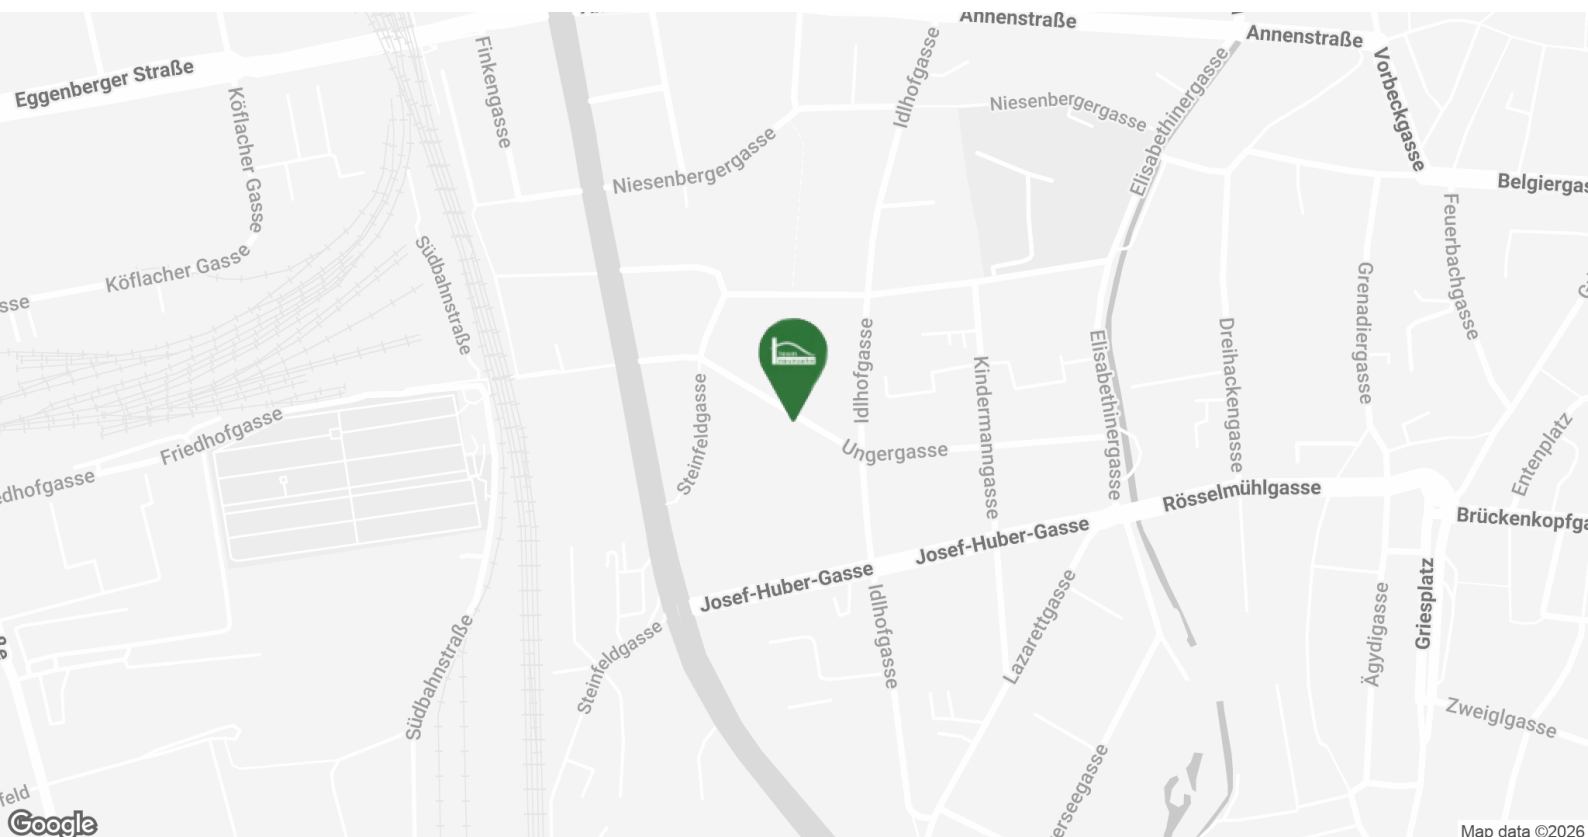 Annenstraße
Annenstraße
Eggenberger Straße
Finkengasse
Idlhofgasse
Vorbeckgasse
Köflacher Gasse
Niesenbergergasse
Elisabethinergasse
Niesenbergergasse
Belgiergas
Feuerbachgasse
Südbahnstraße
Köflacher Gasse
sse
Grenadiergasse
Idlhofgasse
Dreihackengasse
Elisabethinergasse
Kindermanngasse
Steinfeldgasse
Friedhofgasse
Ungergasse
Entenplatz
edhofgasse
Rösselmühlgasse
Brückenkopfga
Josef-Huber-Gasse
Josef-Huber-Gasse
Griesplatz
Idlhofgasse
Lazarettgasse
Ägydigasse
Steinfeldgasse
Südbahnstraße
Zweiglgasse
erseegasse
feld
Google
Map data ©2026